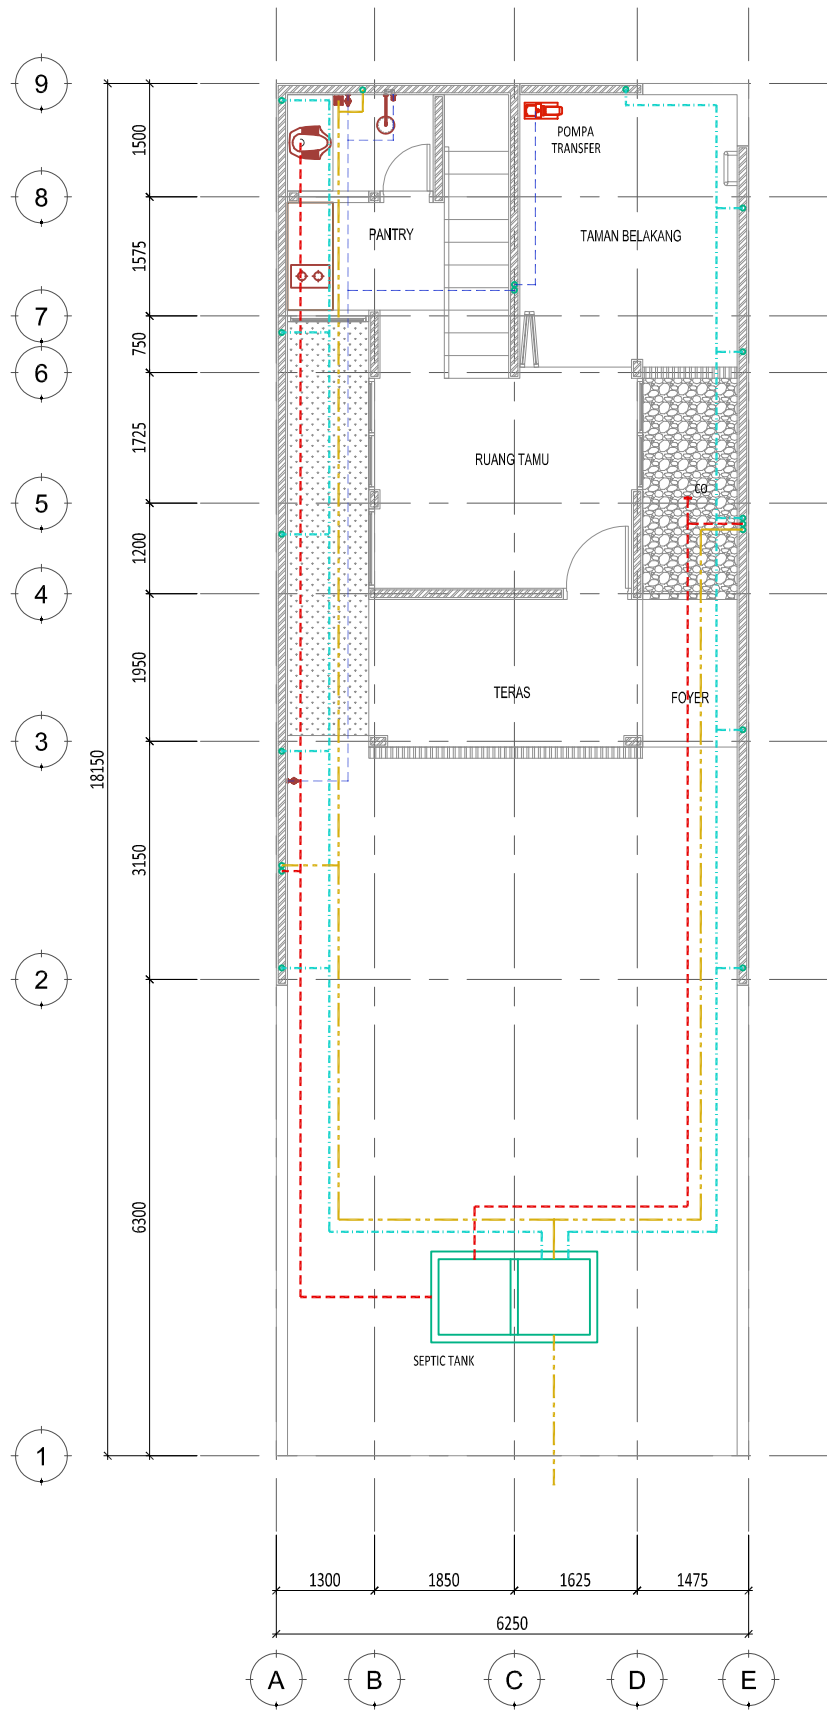 9
1500
POMPA
TRANSFER
8
PANTRY
TAMAN BELAKANG
1575
7
750
6
1725
RUANG TAMU
CO
5
1200
4
1950
TERAS
FOYER
3
18150
3150
2
6300
SEPTIC TANK
1
1300
1850
1625
1475
6250
A
B
C
D
E